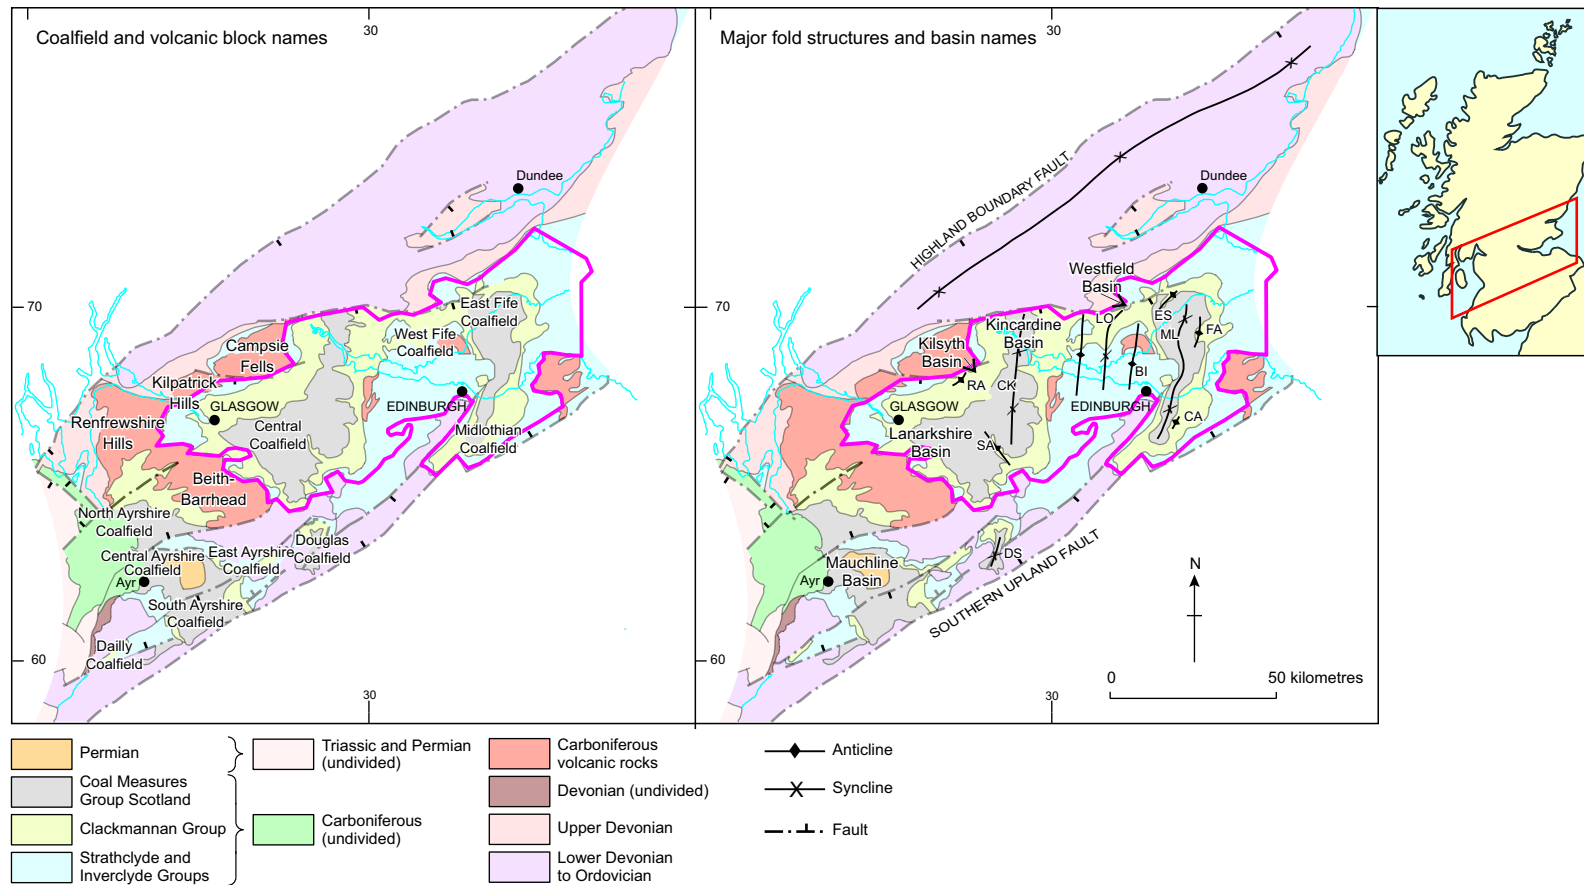 Coalfield and volcanic block names
30
Dundee
70
East Fife
Coalfield
West Fife
Coalfield
Campsie
Fells
Kilpatrick
Hills
GLASGOW
EDINBURGH
Renfrewshire
Hills
Central
Coalfield
Midlothian
Coalfield
Beith-
Barrhead
North Ayrshire
Coalfield
Douglas
Coalfield
Central Ayrshire
Coalfield
East Ayrshire
Coalfield
Ayr
South Ayrshire
Coalfield
Dailly
Coalfield
60
30
Major fold structures and basin names
30
HIGHLAND BOUNDARY FAULT
Dundee
Westfield
Basin
70
LO
ES
Kincardine
Basin
ML
FA
Kilsyth
Basin
RA
CK
BI
GLASGOW
EDINBURGH
CA
Lanarkshire
Basin
SA
DS
Mauchline
Basin
Ayr
SOUTHERN UPLAND FAULT
N
60
0
50 kilometres
30
Permian
Coal Measures
Group Scotland
Clackmannan Group
Strathclyde and
Inverclyde Groups
Triassic and Permian
(undivided)
Carboniferous
(undivided)
Carboniferous
volcanic rocks
Devonian (undivided)
Upper Devonian
Lower Devonian
to Ordovician
Anticline
Syncline
Fault